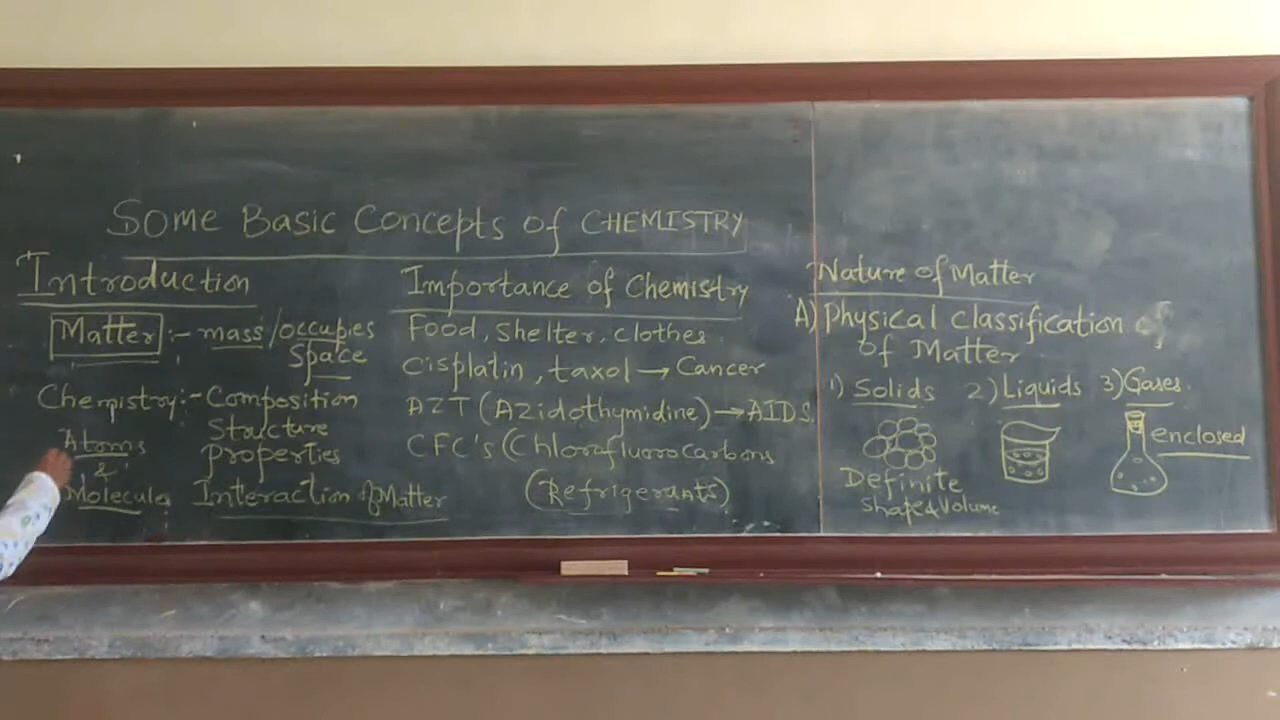 SOME BASIC Concepts of CHEMISTRY
Introduction
Matter :- mass/occupies
space
Chemistry:- Composition
Structure
Atoms
&
properties
Molecules Interaction of Matter
Importance of Chemistry
Food, shelter, clothes.
Cisplatin, taxol → Cancer
AZT (Azidothymidine) → AIDS.
CFC's (Chlorofluorocarbons
(Refrigerants)
Nature of Matter
A) Physical classification of
of Matter
1) Solids 2) Liquids 3) Gases.
enclosed
Definite
shape & Volume